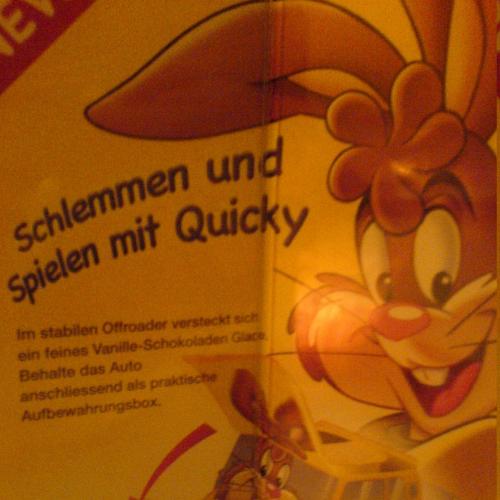 NEW
Schlemmen und
Spielen mit Quicky
Im stabilen Offroader versteckt sich
ein feines Vanille-Schokoladen Glace.
Behalte das Auto
anschliessend als praktische
Aufbewahrungsbox.